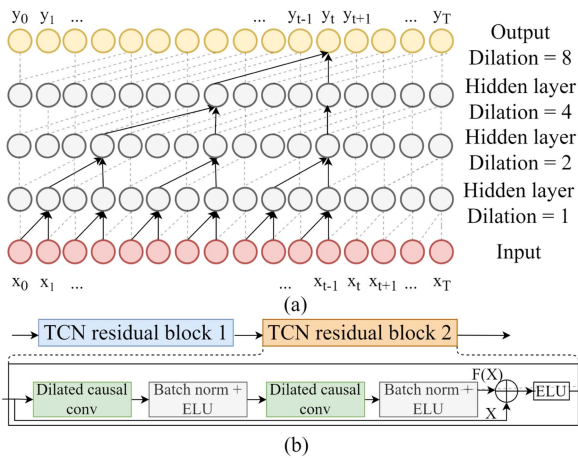 y0 y1 ... ... yt-1 yt yt+1 ... yT
Output
Dilation = 8
Hidden layer
Dilation = 4
Hidden layer
Dilation = 2
Hidden layer
Dilation = 1
Input
x0 x1 ... ... xt-1 xt xt+1 ... xT
(a)
TCN residual block 1 TCN residual block 2
Dilated causal
conv
Batch norm +
ELU
Dilated causal
conv
Batch norm +
ELU
F(X)
X
ELU
(b)